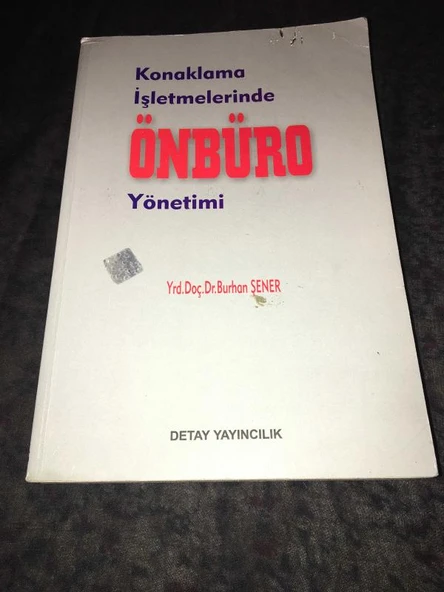 Konaklama
İşletmelerinde
ÖNBÜRO
Yönetimi
Yrd.Doç.Dr.Burhan ŞENER
DETAY YAYINCILIK